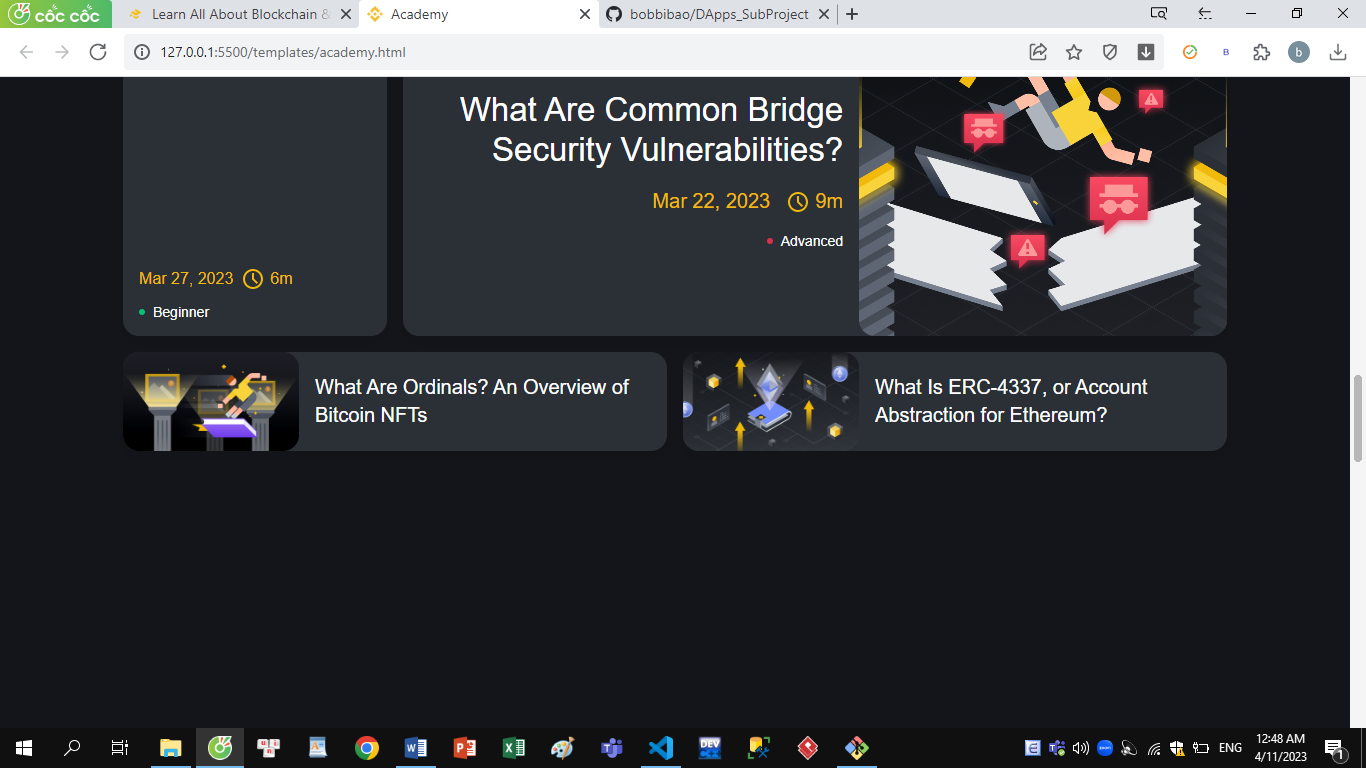 cốc cốc
Learn All About Blockchain &
Academy
bobbibao/DApps_SubProject
127.0.0.1:5500/templates/academy.html
B
b
What Are Common Bridge
Security Vulnerabilities?
Mar 22, 2023 9m
Advanced
Mar 27, 2023 6m
Beginner
What Are Ordinals? An Overview of
Bitcoin NFTs
What Is ERC-4337, or Account
Abstraction for Ethereum?
DEV
ENG
12:48 AM
4/11/2023
1